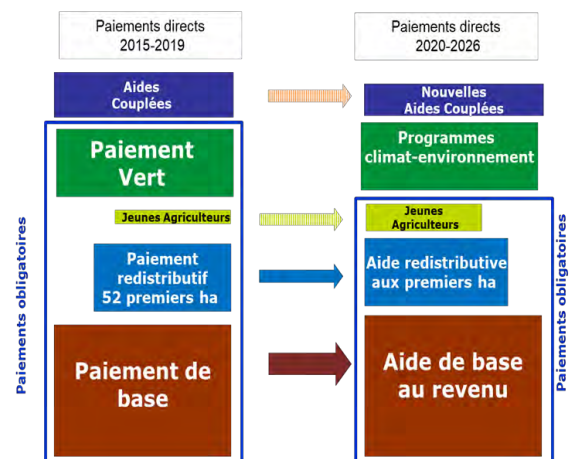 Paiements directs
2015-2019
Paiements directs
2020-2026
Aides
Couplées
Nouvelles
Aides Couplées
Paiement
Vert
Programmes
climat-environnement
Jeunes Agriculteurs
Jeunes
Agriculteurs
Paiement
redistributif
52 premiers ha
Aide redistributive
aux premiers ha
Paiement de
base
Aide de base
au revenu
Paiements obligatoires
Paiements obligatoires